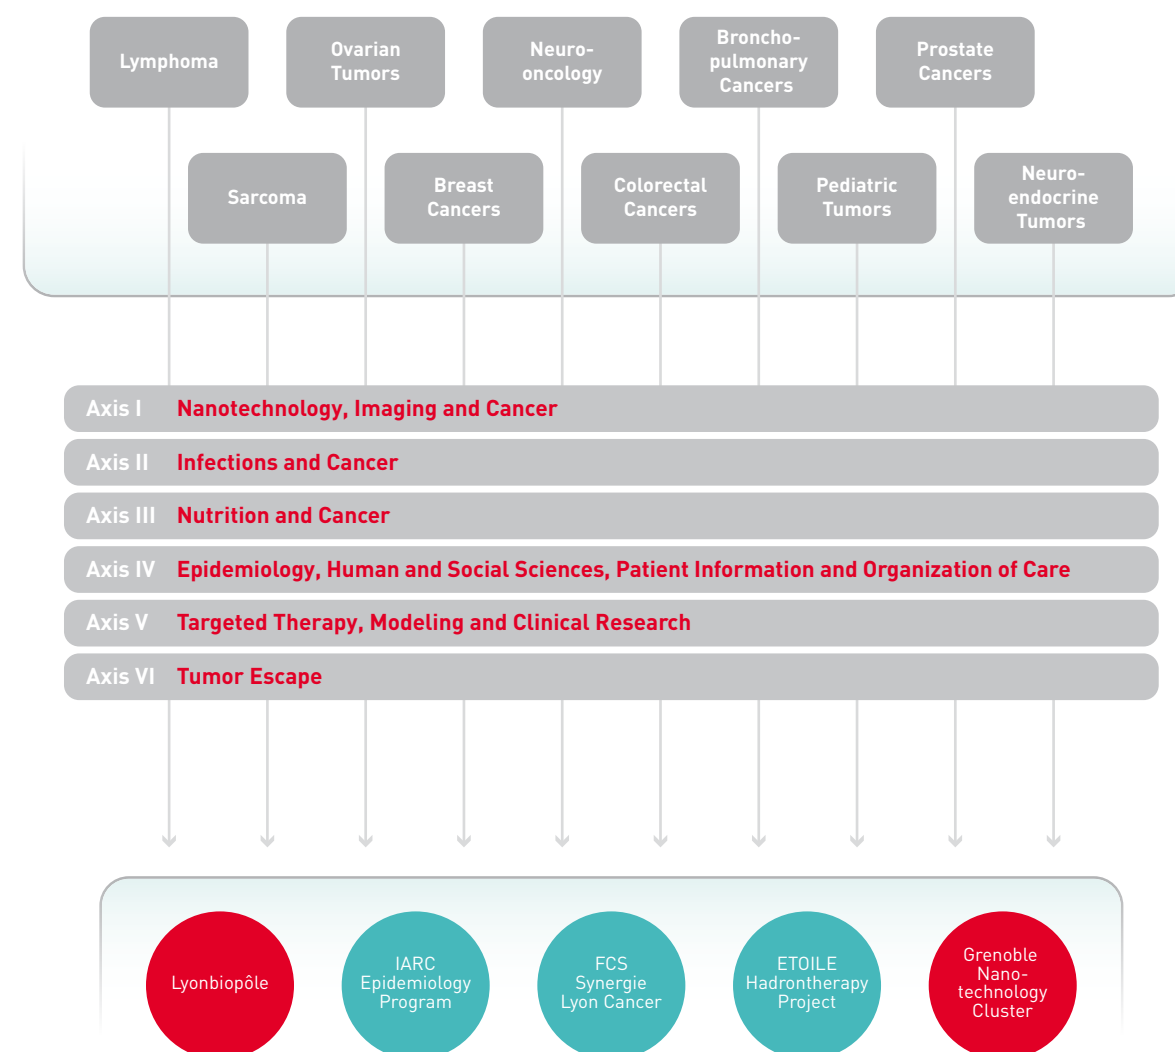 Lymphoma
Ovarian
Tumors
Neuro-
oncology
Broncho-
pulmonary
Cancers
Prostate
Cancers
Sarcoma
Breast
Cancers
Colorectal
Cancers
Pediatric
Tumors
Neuro-
endocrine
Tumors
Axis I Nanotechnology, Imaging and Cancer
Axis II Infections and Cancer
Axis III Nutrition and Cancer
Axis IV Epidemiology, Human and Social Sciences, Patient Information and Organization of Care
Axis V Targeted Therapy, Modeling and Clinical Research
Axis VI Tumor Escape
Lyonbiopôle
IARC
Epidemiology
Program
FCS
Synergie
Lyon Cancer
ETOILE
Hadrontherapy
Project
Grenoble
Nano-
technology
Cluster